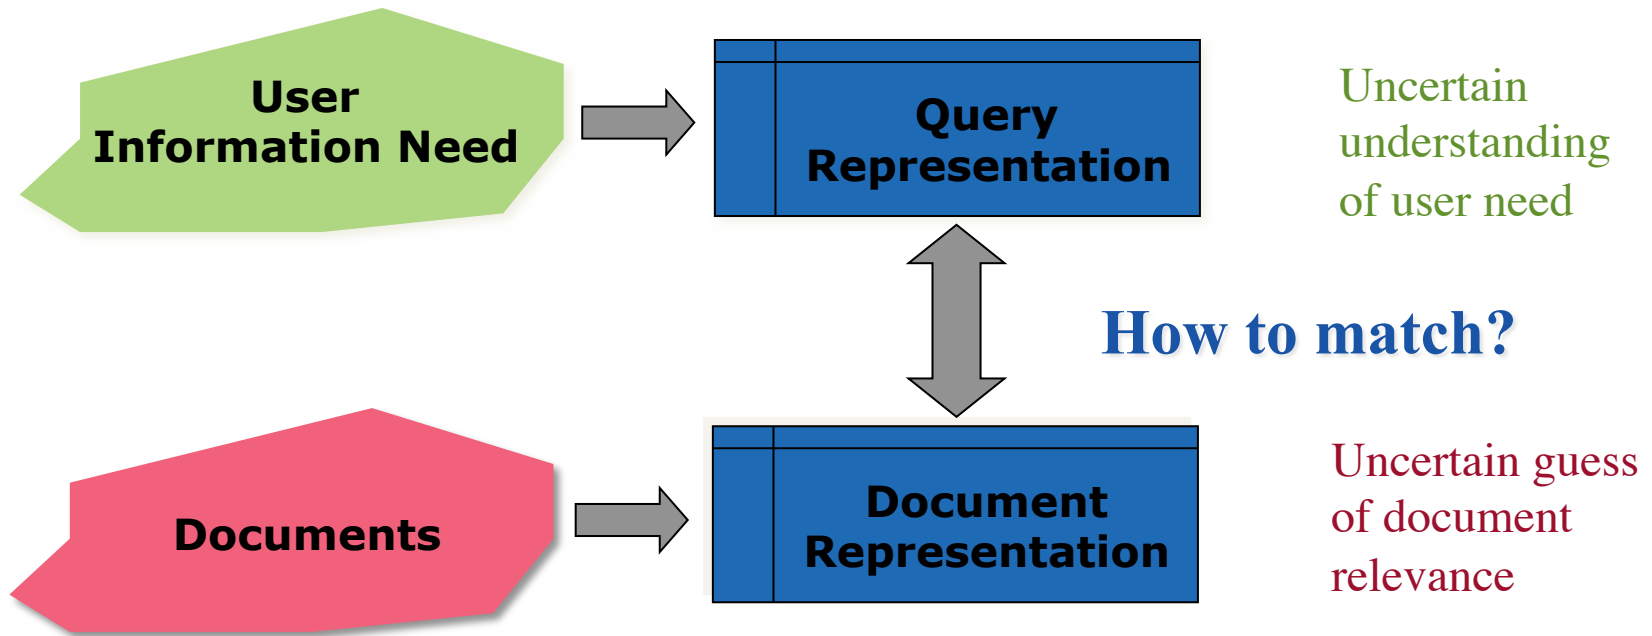 User
Information Need
Query
Representation
Uncertain
understanding
of user need
How to match?
Documents
Document
Representation
Uncertain guess
of document
relevance